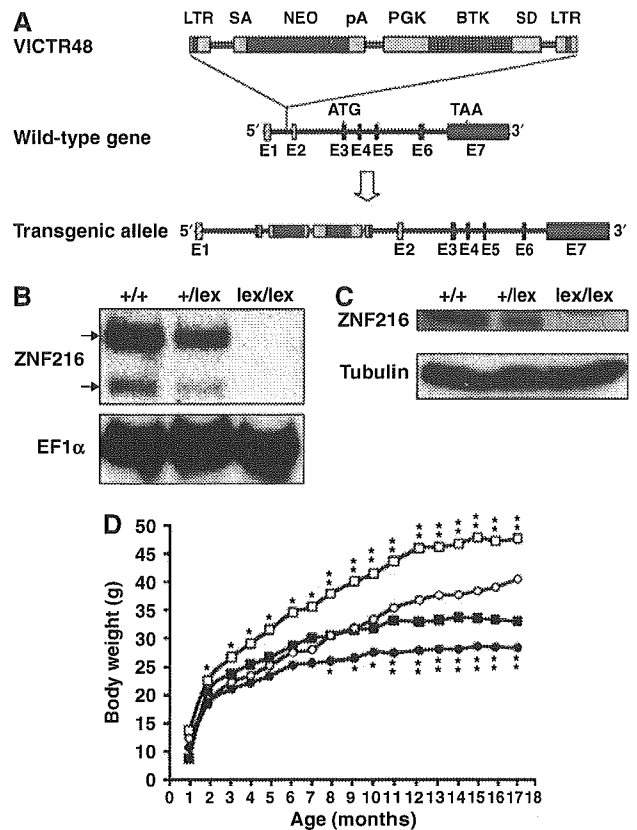 A
LTR SA NEO pA PGK BTK SD LTR
VICTR48
ATG TAA
Wild-type gene 5′ 3′
E1 E2 E3 E4 E5 E6 E7
Transgenic allele 5′ 3′
E1 E2 E3 E4 E5 E6 E7
B
+/+ +/lex lex/lex
ZNF216
EF1α
C
+/+ +/lex lex/lex
ZNF216
Tubulin
D
Body weight (g)
50
45
40
35
30
25
20
15
10
0
0 1 2 3 4 5 6 7 8 9 10 11 12 13 14 15 16 17 18
Age (months)